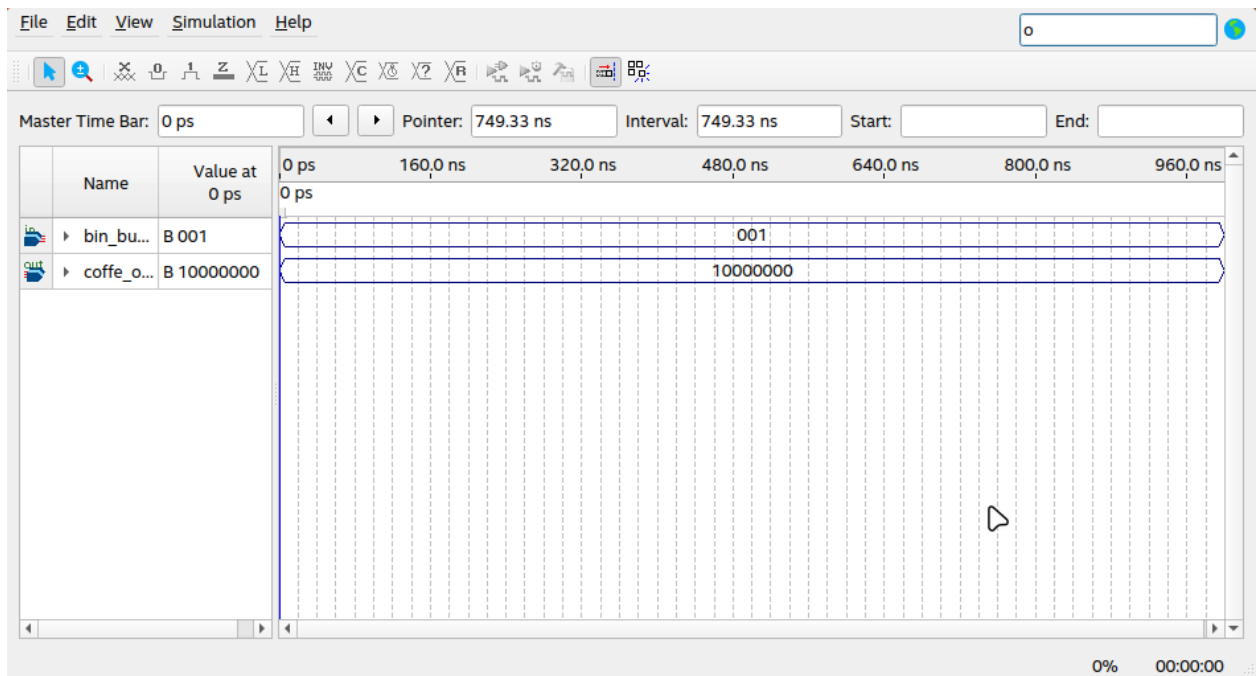 File Edit View Simulation Help
o
Master Time Bar: 0 ps Pointer: 749.33 ns Interval: 749.33 ns Start: End:
Name Value at 0 ps
0 ps 160.0 ns 320.0 ns 480.0 ns 640.0 ns 800.0 ns 960.0 ns
0 ps
bin_bu... B 001 001
coffe_o... B 10000000 10000000
0% 00:00:00